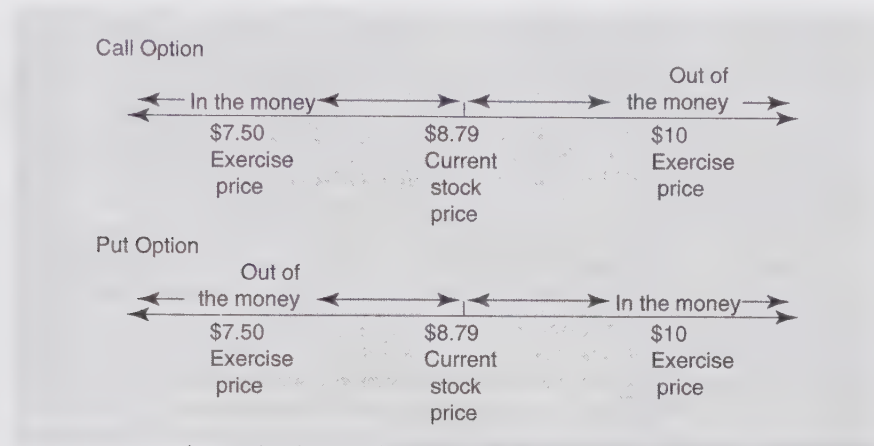 Call Option
Out of
In the money
the money
$7.50
$8.79
$10
Exercise
Current
Exercise
price
stock
price
price
Put Option
Out of
the money
In the money
$7.50
$8.79
$10
Exercise
Current
Exercise
price
stock
price
price